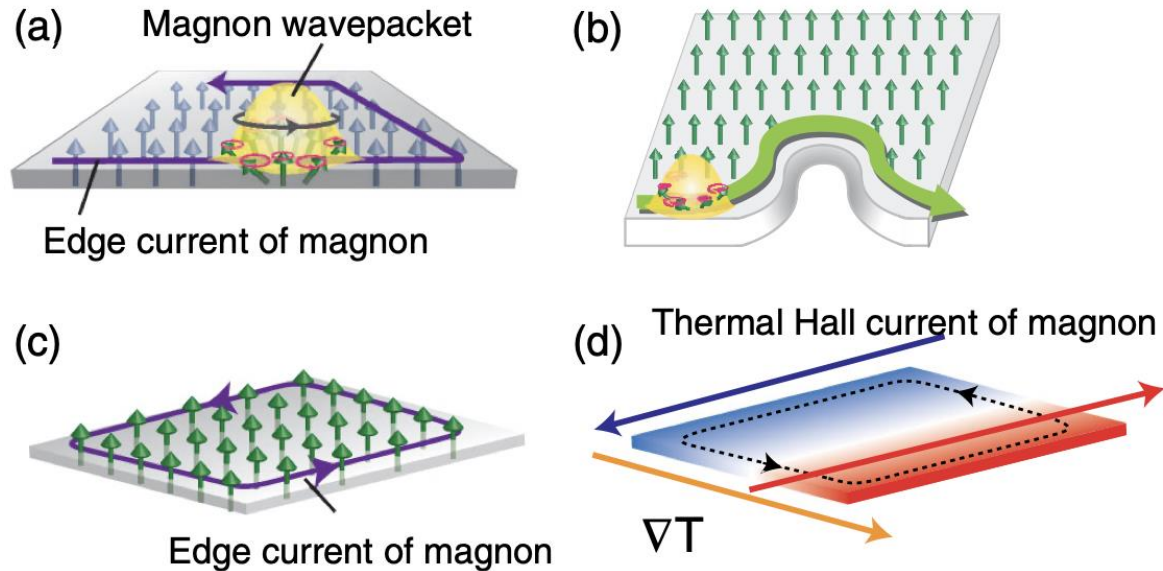 (a)
Magnon wavepacket
Edge current of magnon
(b)
(c)
Edge current of magnon
(d)
Thermal Hall current of magnon
∇T